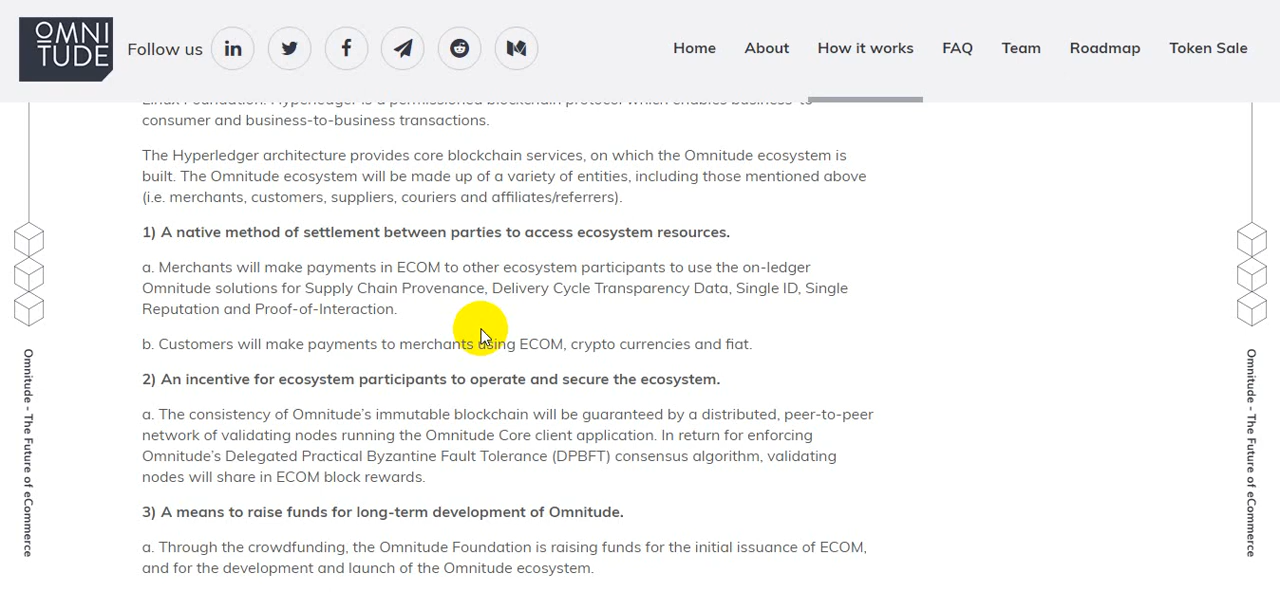 OMNI
TUDE
Follow us
Home About How it works FAQ Team Roadmap Token Sale
Linux Foundation. Hyperledger is a permissioned blockchain protocol which enables business-to-
consumer and business-to-business transactions.
The Hyperledger architecture provides core blockchain services, on which the Omnitude ecosystem is
built. The Omnitude ecosystem will be made up of a variety of entities, including those mentioned above
(i.e. merchants, customers, suppliers, couriers and affiliates/referrers).
1) A native method of settlement between parties to access ecosystem resources.
a. Merchants will make payments in ECOM to other ecosystem participants to use the on-ledger
Omnitude solutions for Supply Chain Provenance, Delivery Cycle Transparency Data, Single ID, Single
Reputation and Proof-of-Interaction.
b. Customers will make payments to merchants using ECOM, crypto currencies and fiat.
2) An incentive for ecosystem participants to operate and secure the ecosystem.
a. The consistency of Omnitude’s immutable blockchain will be guaranteed by a distributed, peer-to-peer
network of validating nodes running the Omnitude Core client application. In return for enforcing
Omnitude’s Delegated Practical Byzantine Fault Tolerance (DPBFT) consensus algorithm, validating
nodes will share in ECOM block rewards.
3) A means to raise funds for long-term development of Omnitude.
a. Through the crowdfunding, the Omnitude Foundation is raising funds for the initial issuance of ECOM,
and for the development and launch of the Omnitude ecosystem.
Omnitude - The Future of eCommerce
Omnitude - The Future of eCommerce